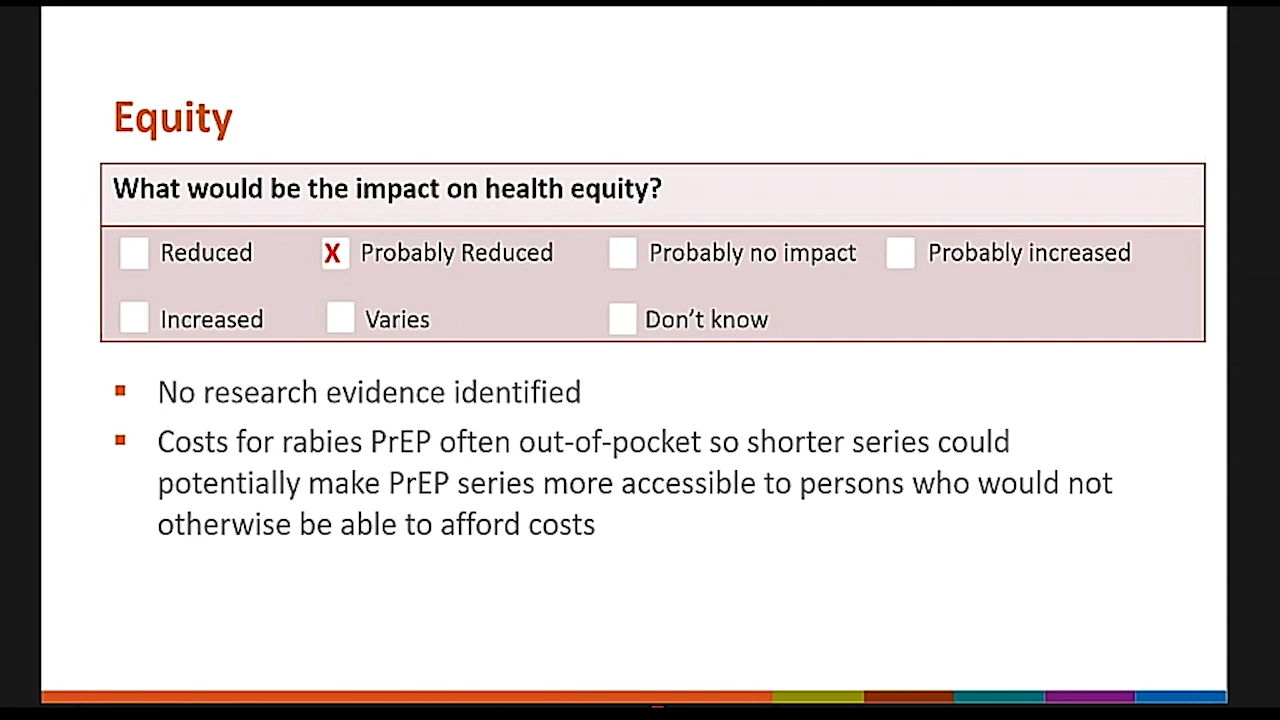 Equity
What would be the impact on health equity?
Reduced X Probably Reduced Probably no impact Probably increased
Increased Varies Don’t know
No research evidence identified
Costs for rabies PrEP often out-of-pocket so shorter series could
potentially make PrEP series more accessible to persons who would not
otherwise be able to afford costs